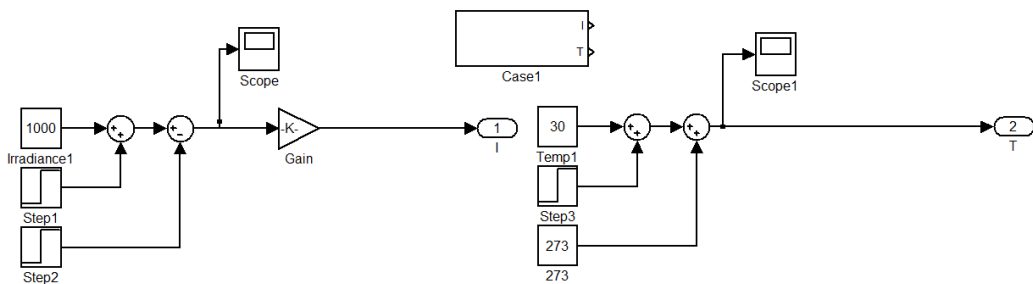 Scope
1000
Irradiance1
Step1
Step2
-K-
Gain
1
I
I
T
Case1
Scope1
30
Temp1
Step3
273
273
2
T